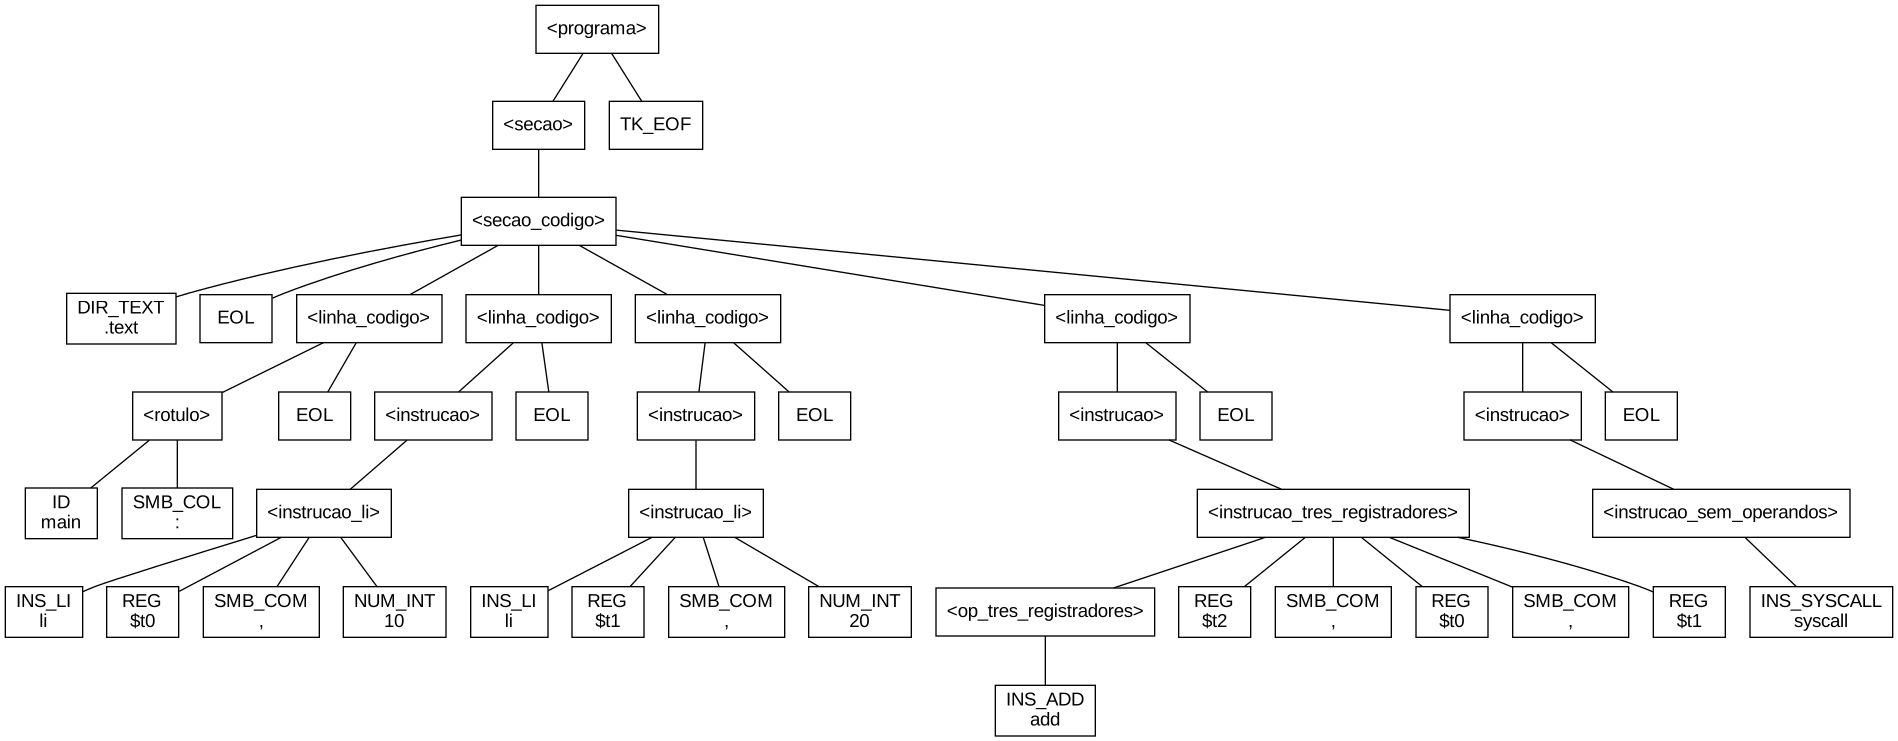 <programa>
<secao>
TK_EOF
<secao_codigo>
DIR_TEXT
.text
EOL
<linha_codigo>
<linha_codigo>
<linha_codigo>
<linha_codigo>
<linha_codigo>
<rotulo>
EOL
<instrucao>
EOL
<instrucao>
EOL
<instrucao>
EOL
<instrucao>
EOL
ID
main
SMB_COL
:
<instrucao_li>
<instrucao_li>
<instrucao_tres_registradores>
<instrucao_sem_operandos>
INS_LI
li
REG
$t0
SMB_COM
,
NUM_INT
10
INS_LI
li
REG
$t1
SMB_COM
,
NUM_INT
20
<op_tres_registradores>
REG
$t2
SMB_COM
,
REG
$t0
SMB_COM
,
REG
$t1
INS_SYSCALL
syscall
INS_ADD
add